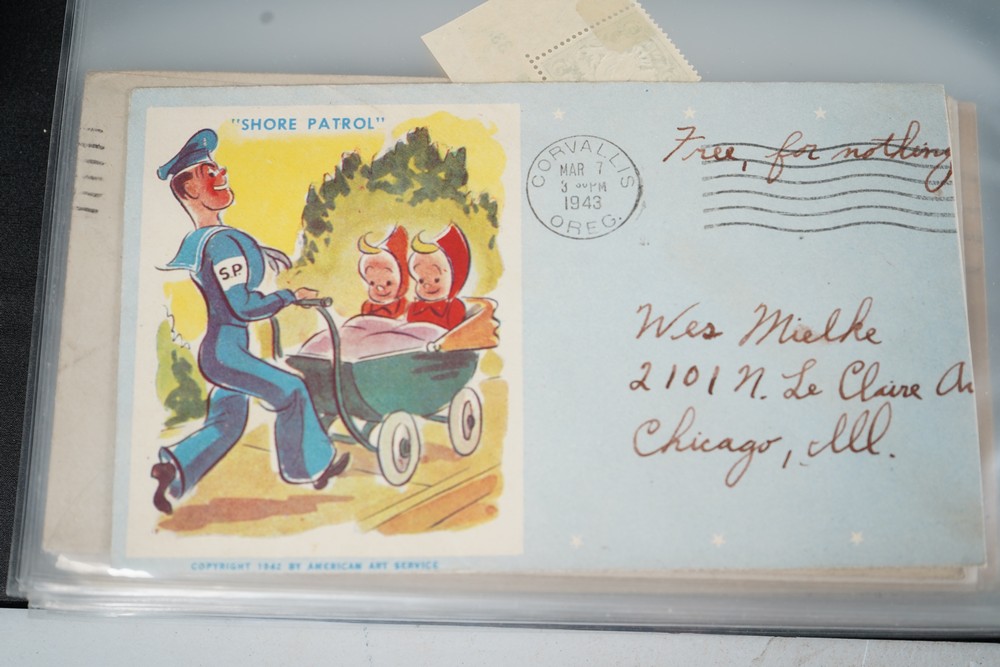 "SHORE PATROL"
S.P.
CORVALLIS
MAR 7
3 00 PM
1943
OREG.
Free, for nothing
Wes Mielke
2101 N. Le Claire
Chicago, Ill.
COPYRIGHT 1942 BY AMERICAN ART SERVICE